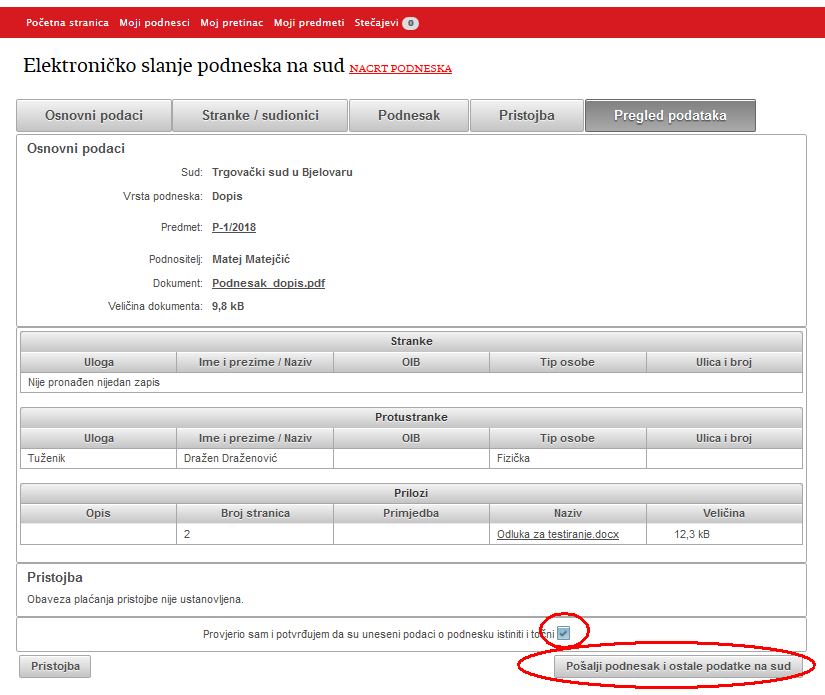 Početna stranica Moji podnesci Moj pretinac Moji predmeti Stečajevi 0
Elektroničko slanje podneska na sud NACRT PODNESKA
Osnovni podaci Stranke / sudionici Podnesak Pristojba Pregled podataka
Osnovni podaci
Sud: Trgovački sud u Bjelovaru
Vrsta podneska: Dopis
Predmet: P-1/2018
Podnositelj: Matej Matejčić
Dokument: Podnesak_dopis.pdf
Veličina dokumenta: 9,8 kB
Stranke
Uloga Ime i prezime / Naziv OIB Tip osobe Ulica i broj
Nije pronađen nijedan zapis
Protustranke
Uloga Ime i prezime / Naziv OIB Tip osobe Ulica i broj
Tuženik Dražen Draženović Fizička
Prilozi
Opis Broj stranica Primjedba Naziv Veličina
2 Odluka za testiranje.docx 12,3 kB
Pristojba
Obaveza plaćanja pristojbe nije ustanovljena.
Provjerio sam i potvrđujem da su uneseni podaci o podnesku istiniti i točni
Pristojba Pošalji podnesak i ostale podatke na sud